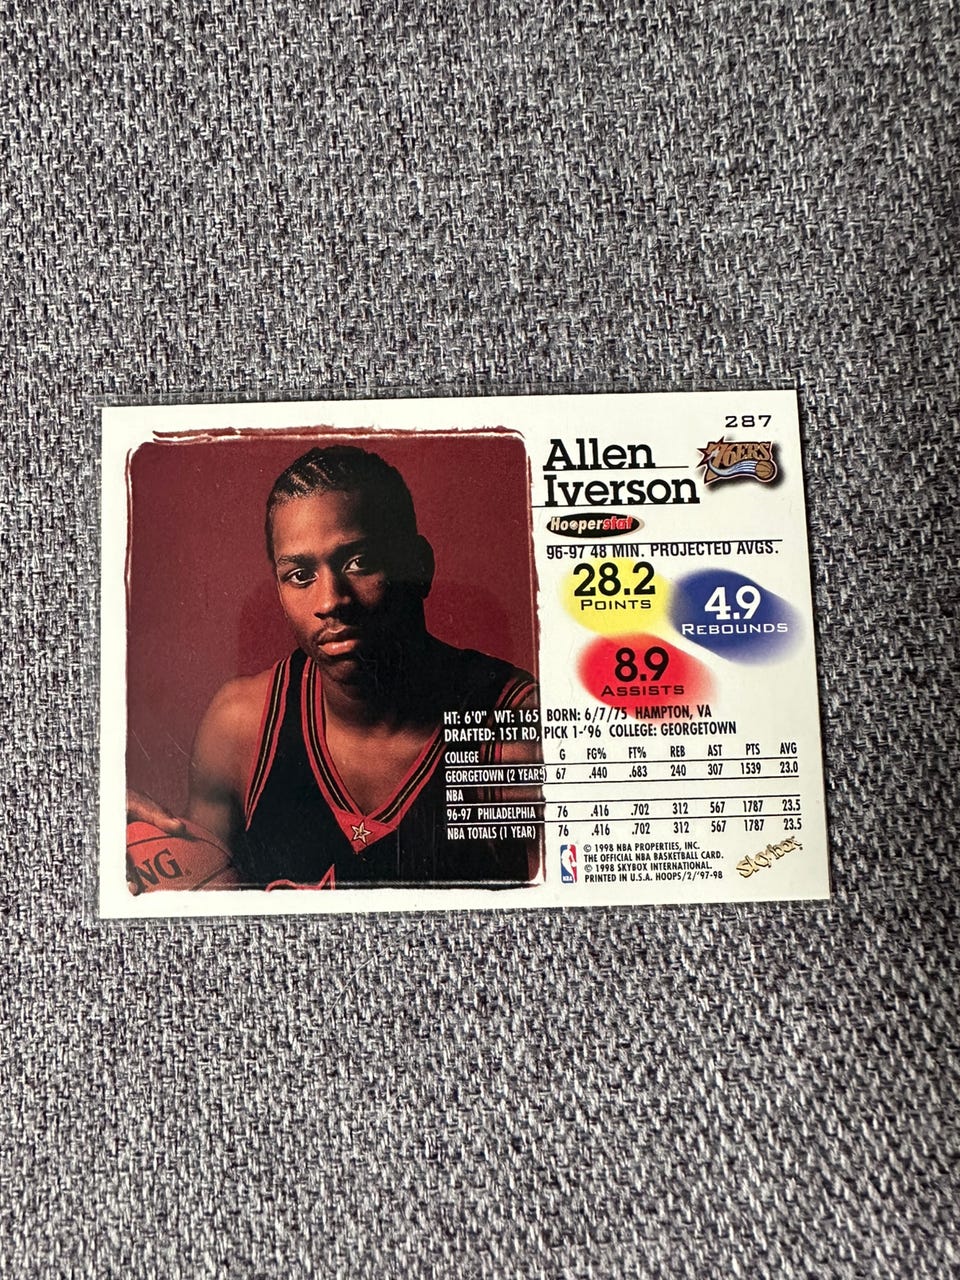 287
Allen
Iverson
76ERS
Hooperstat
96-97 48 MIN. PROJECTED AVGS.
28.2
POINTS
4.9
REBOUNDS
8.9
ASSISTS
HT: 6'0" WT: 165 BORN: 6/7/75 HAMPTON, VA
DRAFTED: 1ST RD, PICK 1-'96 COLLEGE: GEORGETOWN
COLLEGE G FG% FT% REB AST PTS AVG
GEORGETOWN (2 YEARS) 67 .440 .683 240 307 1539 23.0
NBA
96-97 PHILADELPHIA 76 .416 .702 312 567 1787 23.5
NBA TOTALS (1 YEAR) 76 .416 .702 312 567 1787 23.5
NG.
NBA
© 1998 NBA PROPERTIES, INC.
THE OFFICIAL NBA BASKETBALL CARD.
© 1998 SKYBOX INTERNATIONAL.
PRINTED IN U.S.A. HOOPS/2/'97-98
Skybox